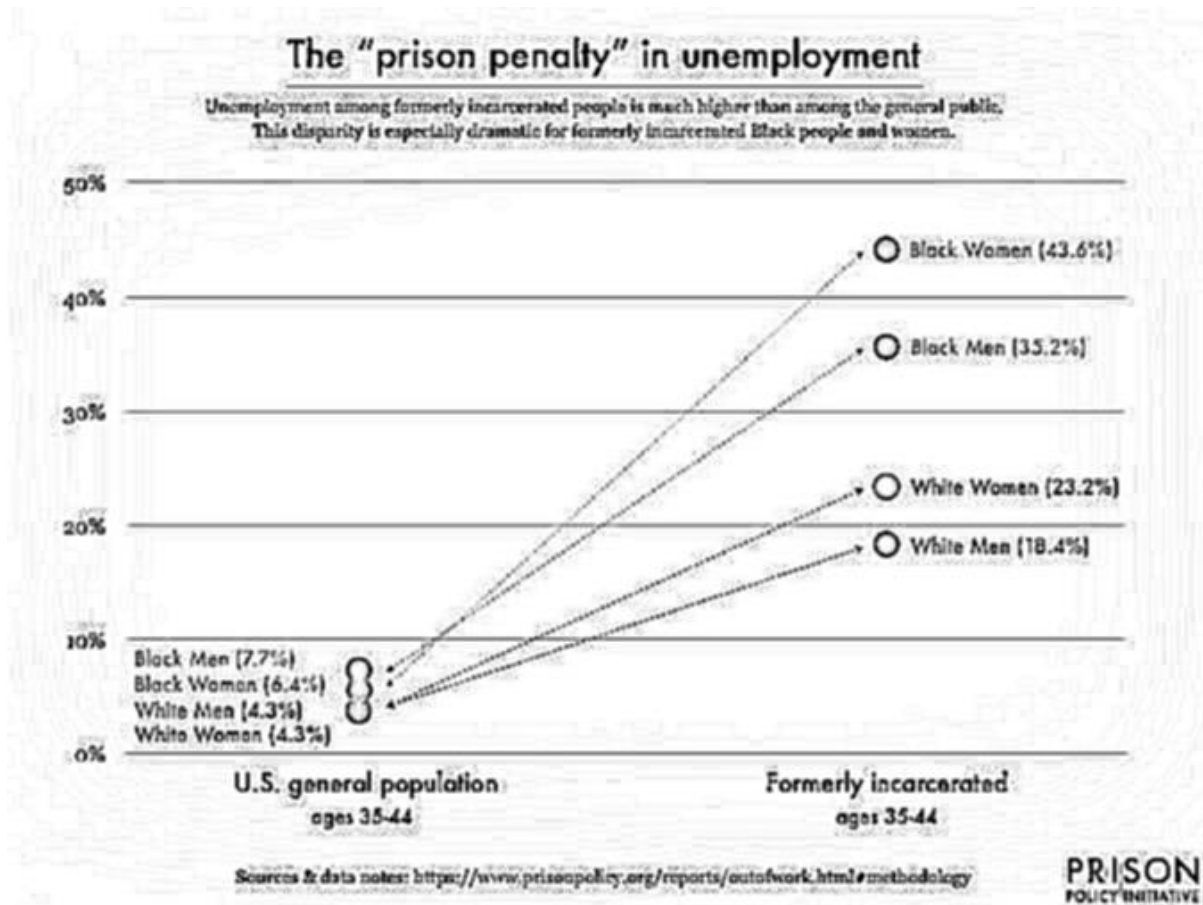 The “prison penalty” in unemployment
Unemployment among formerly incarcerated people is much higher than among the general public.
This disparity is especially dramatic for formerly incarcerated Black people and women.
50%
40%
30%
20%
10%
0%
Black Women (43.6%)
Black Men (35.2%)
White Women (23.2%)
White Men (18.4%)
Black Men (7.7%)
Black Women (6.4%)
White Men (4.3%)
White Women (4.3%)
U.S. general population
ages 35-44
Formerly incarcerated
ages 35-44
Sources & data notes: https://www.prisonpolicy.org/reports/outofwork.html#methodology
PRISON
POLICY INITIATIVE